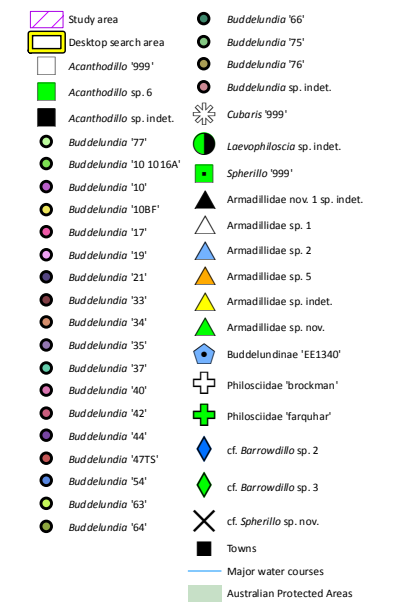 Study area
Desktop search area
Acanthodillo '999'
Acanthodillo sp. 6
Acanthodillo sp. indet.
Buddelundia '77'
Buddelundia '10 1016A'
Buddelundia '10'
Buddelundia '10BF'
Buddelundia '17'
Buddelundia '19'
Buddelundia '21'
Buddelundia '33'
Buddelundia '34'
Buddelundia '35'
Buddelundia '37'
Buddelundia '40'
Buddelundia '42'
Buddelundia '44'
Buddelundia '47TS'
Buddelundia '54'
Buddelundia '63'
Buddelundia '64'
Buddelundia '66'
Buddelundia '75'
Buddelundia '76'
Buddelundia sp. indet.
Cubaris '999'
Laevophiloscia sp. indet.
Spherillo '999'
Armadillidae nov. 1 sp. indet.
Armadillidae sp. 1
Armadillidae sp. 2
Armadillidae sp. 5
Armadillidae sp. indet.
Armadillidae sp. nov.
Buddelundinae 'EE1340'
Philosciidae 'brockman'
Philosciidae 'farquhar'
cf. Barrowdillo sp. 2
cf. Barrowdillo sp. 3
cf. Spherillo sp. nov.
Towns
Major water courses
Australian Protected Areas